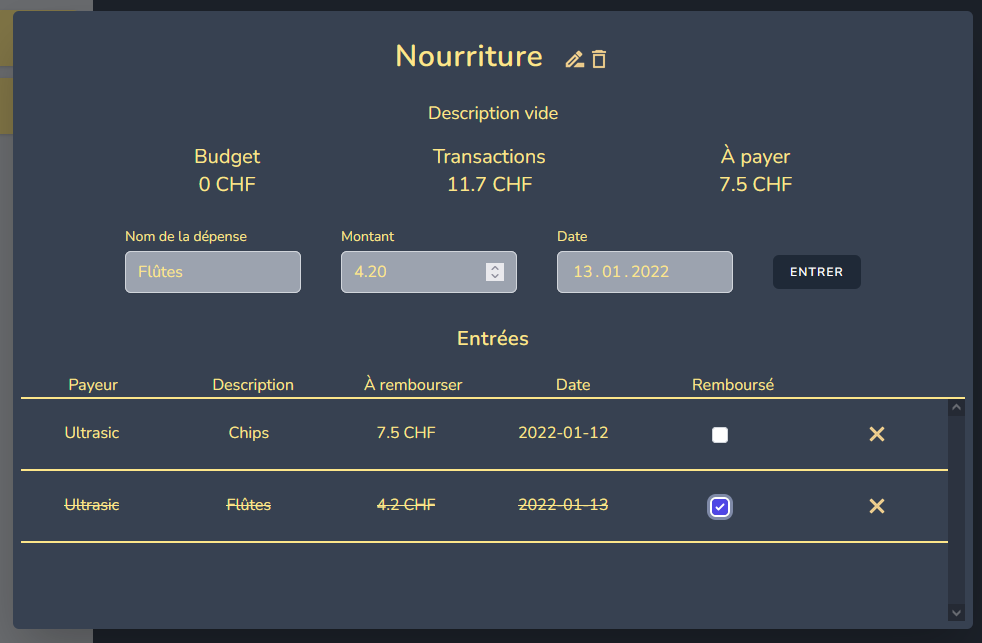 Nourriture
Description vide
Budget Transactions À payer
0 CHF 11.7 CHF 7.5 CHF
Nom de la dépense Montant Date
Flûtes 4.20 13.01.2022 ENTRER
Entrées
Payeur Description À rembourser Date Remboursé
Ultrasic Chips 7.5 CHF 2022-01-12
Ultrasic Flûtes 4.2 CHF 2022-01-13